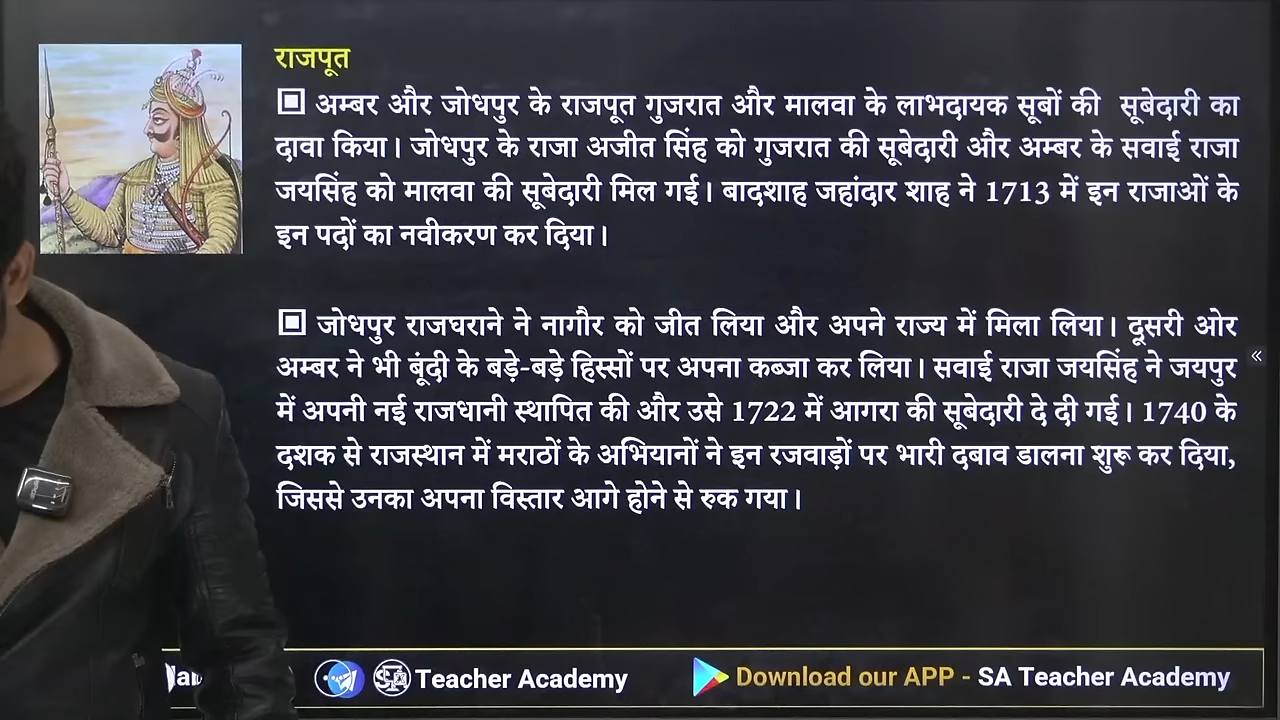 राजपूत
अम्बर और जोधपुर के राजपूत गुजरात और मालवा के लाभदायक सूबों की सूबेदारी का
दावा किया। जोधपुर के राजा अजीत सिंह को गुजरात की सूबेदारी और अम्बर के सवाई राजा
जयसिंह को मालवा की सूबेदारी मिल गई। बादशाह जहांदार शाह ने 1713 में इन राजाओं के
इन पदों का नवीकरण कर दिया।
जोधपुर राजघराने ने नागौर को जीत लिया और अपने राज्य में मिला लिया। दूसरी ओर
अम्बर ने भी बूंदी के बड़े-बड़े हिस्सों पर अपना कब्जा कर लिया। सवाई राजा जयसिंह ने जयपुर
में अपनी नई राजधानी स्थापित की और उसे 1722 में आगरा की सूबेदारी दे दी गई। 1740 के
दशक से राजस्थान में मराठों के अभियानों ने इन रजवाड़ों पर भारी दबाव डालना शुरू कर दिया,
जिससे उनका अपना विस्तार आगे होने से रुक गया।
«
Teacher Academy
Download our APP - SA Teacher Academy